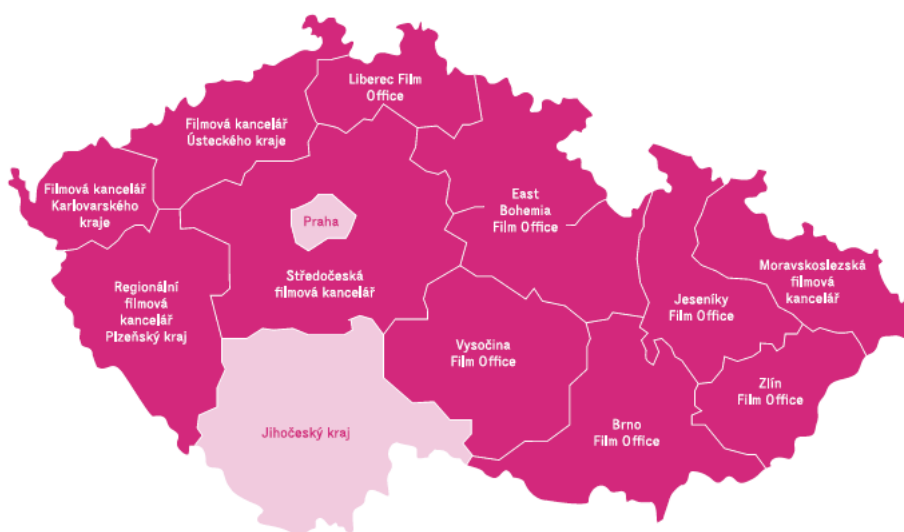 Liberec Film
Office
Filmová kancelář
Ústeckého kraje
Filmová kancelář
Karlovarského
kraje
East
Bohemia
Film Office
Praha
Středočeská
filmová kancelář
Regionální
filmová
kancelář
Plzeňský kraj
Moravskoslezská
filmová
kancelář
Jeseníky
Film Office
Vysočina
Film Office
Zlín
Film Office
Jihočeský kraj
Brno
Film Office